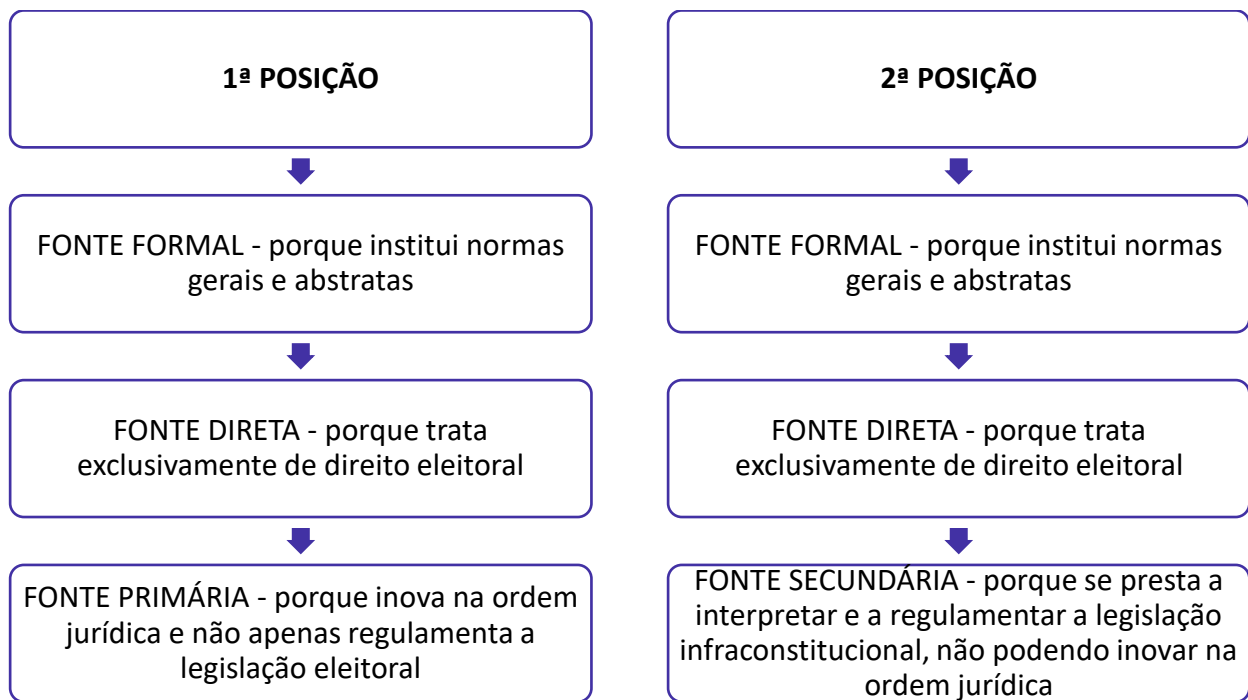 1ª POSIÇÃO
FONTE FORMAL - porque institui normas
gerais e abstratas
FONTE DIRETA - porque trata
exclusivamente de direito eleitoral
FONTE PRIMÁRIA - porque inova na ordem
jurídica e não apenas regulamenta a
legislação eleitoral
2ª POSIÇÃO
FONTE FORMAL - porque institui normas
gerais e abstratas
FONTE DIRETA - porque trata
exclusivamente de direito eleitoral
FONTE SECUNDÁRIA - porque se presta a
interpretar e a regulamentar a legislação
infraconstitucional, não podendo inovar na
ordem jurídica